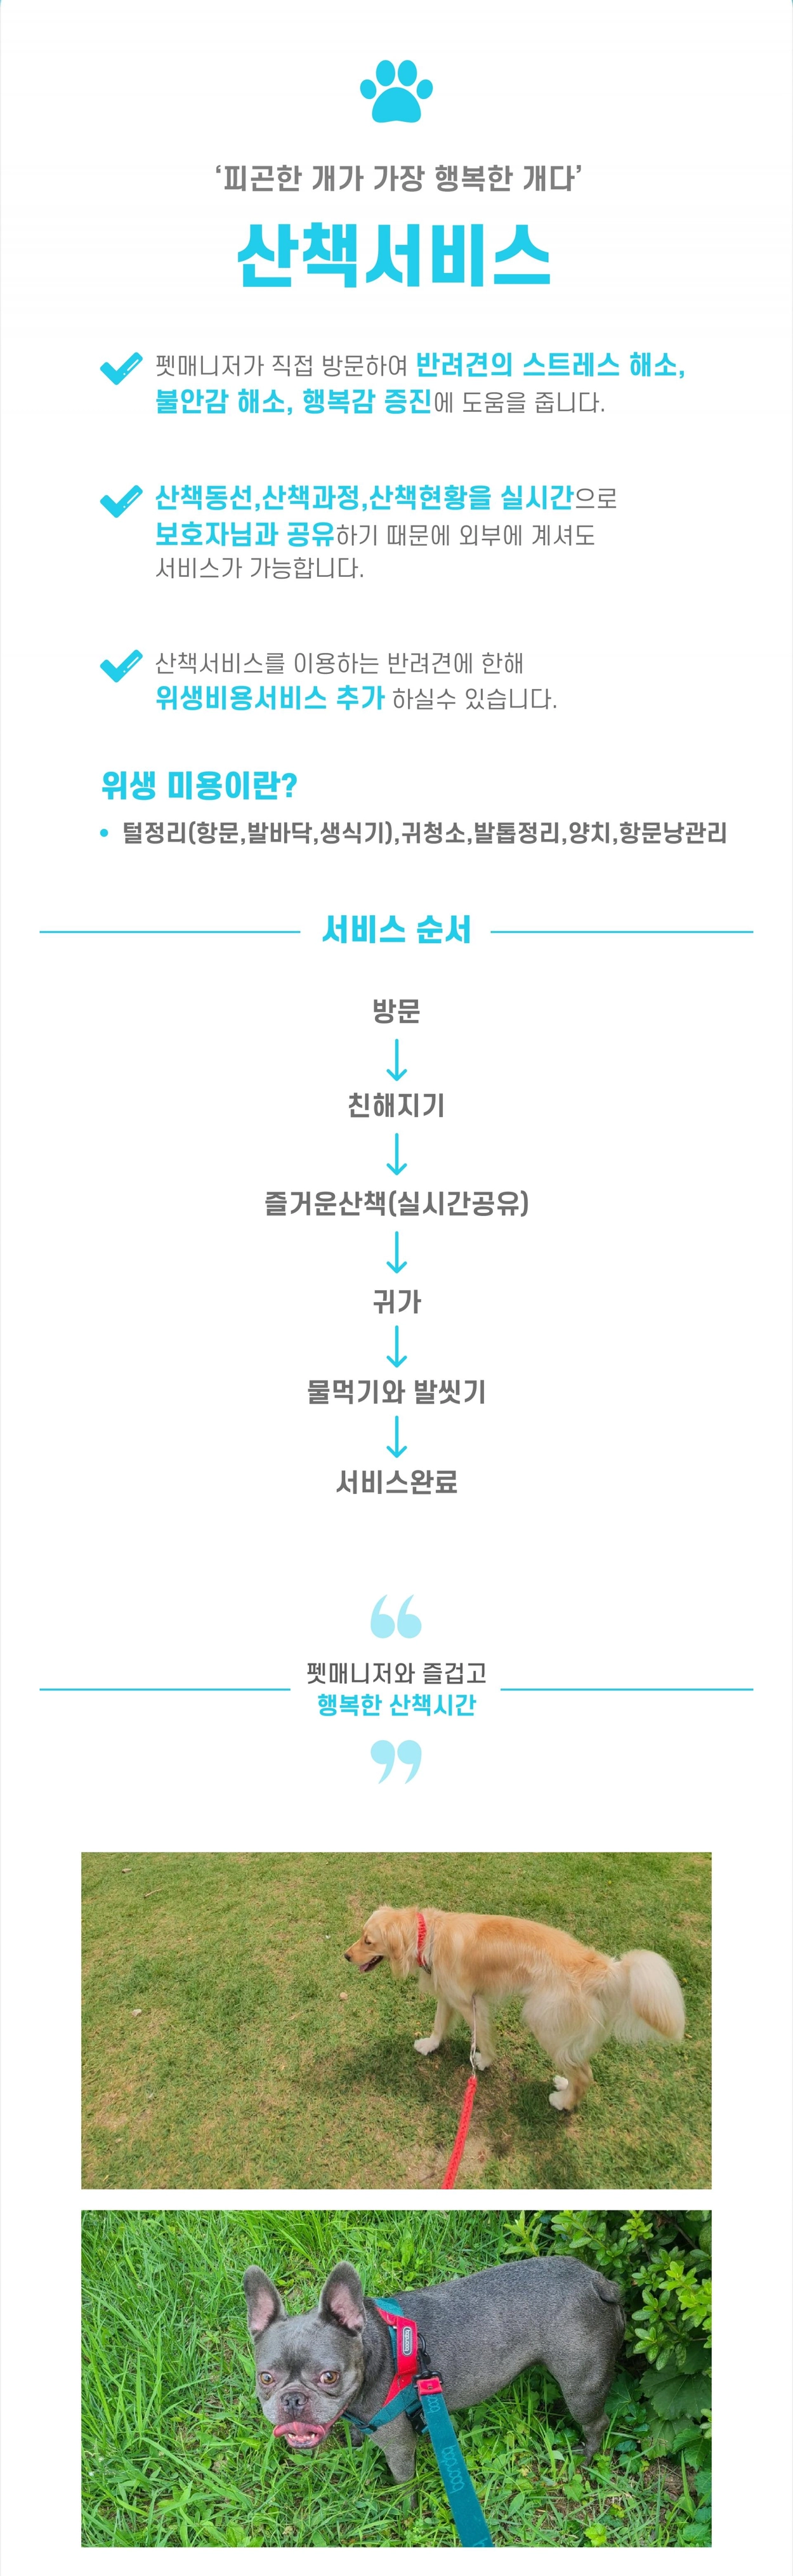 ‘피곤한 개가 가장 행복한 개다’
산책서비스
펫매니저가 직접 방문하여 반려견의 스트레스 해소,
불안감 해소, 행복감 증진에 도움을 줍니다.
산책동선,산책과정,산책현황을 실시간으로
보호자님과 공유하기 때문에 외부에 계셔도
서비스가 가능합니다.
산책서비스를 이용하는 반려견에 한해
위생비용서비스 추가 하실수 있습니다.
위생 미용이란?
• 털정리(항문,발바닥,생식기),귀청소,발톱정리,양치,항문낭관리
서비스 순서
방문
친해지기
즐거운산책(실시간공유)
귀가
물먹기와 발씻기
서비스완료
“
펫매니저와 즐겁고
행복한 산책시간
”